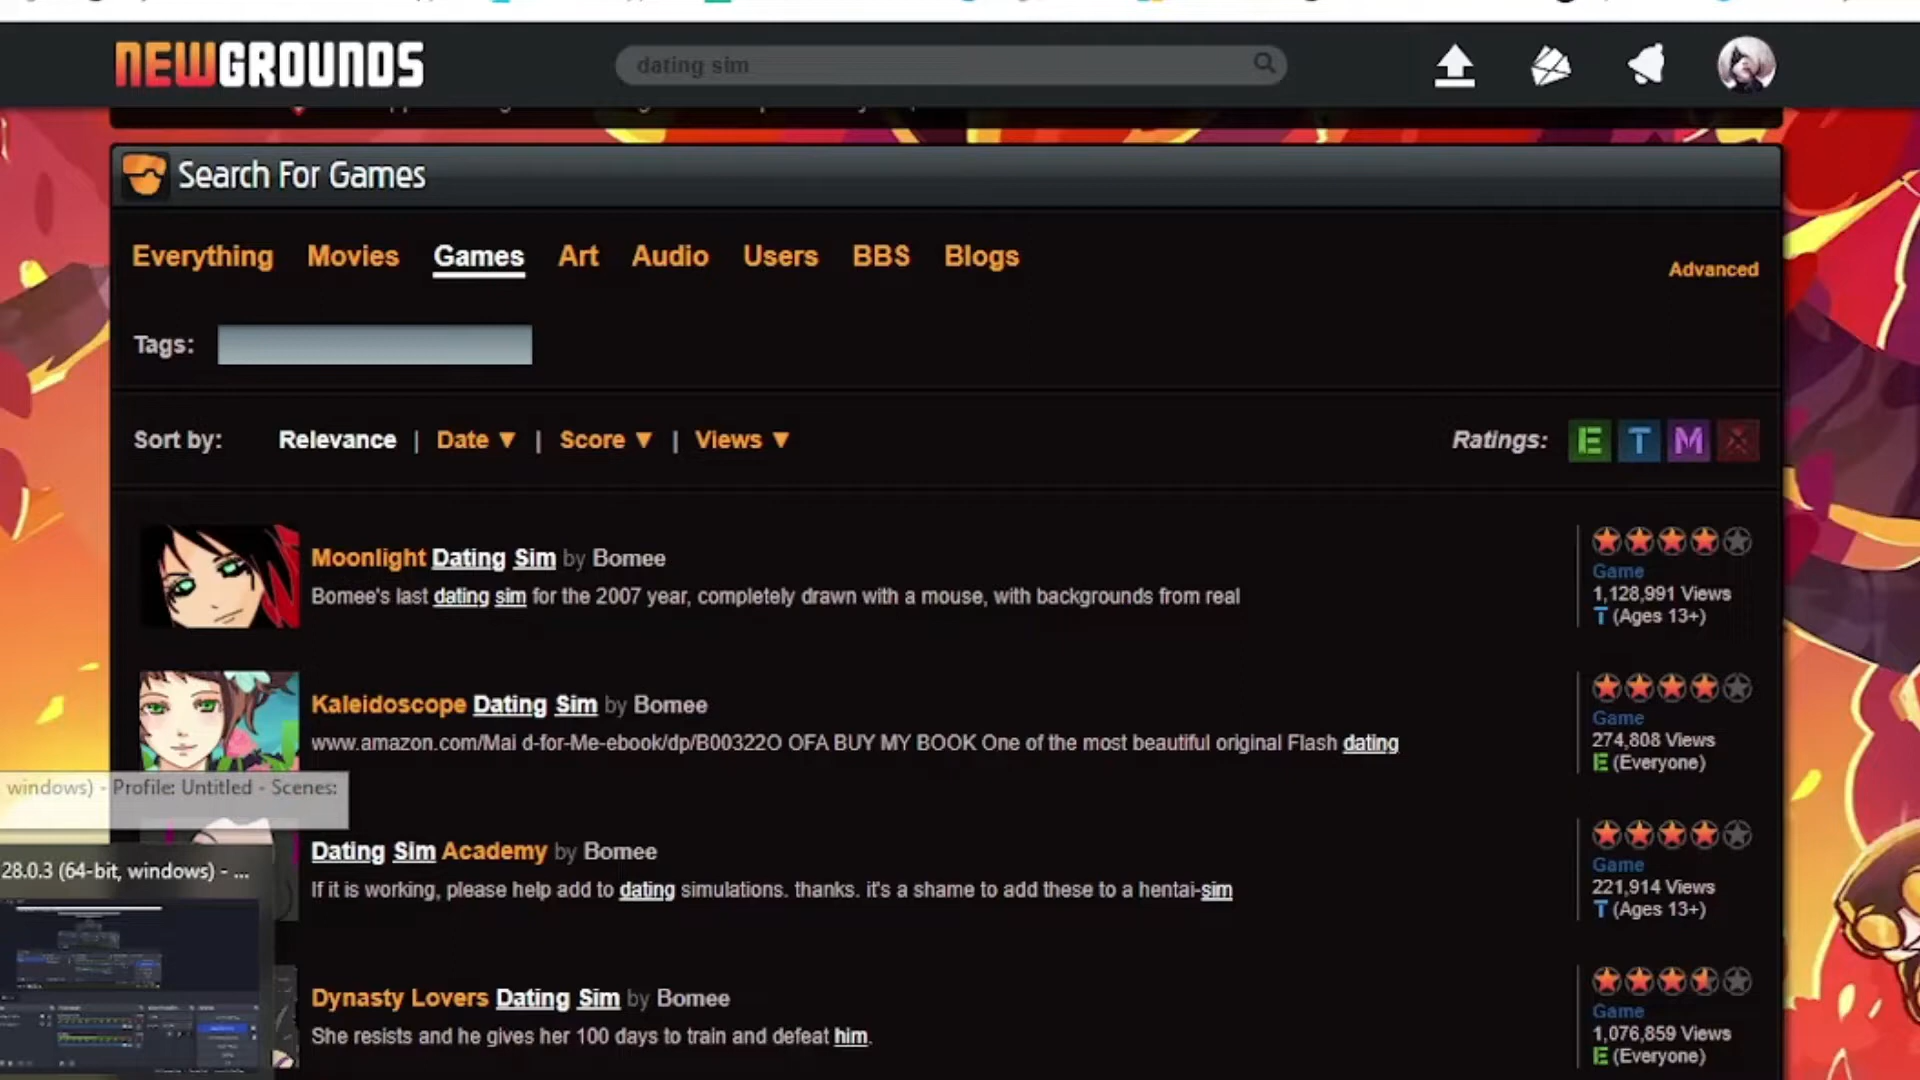 NEWGROUNDS
dating sim
Search For Games
Everything Movies Games Art Audio Users BBS Blogs
Advanced
Tags:
Sort by: Relevance | Date ▼ | Score ▼ | Views ▼
Ratings: E T M
Moonlight Dating Sim by Bomee
Bomee's last dating sim for the 2007 year, completely drawn with a mouse, with backgrounds from real
Game
1,128,991 Views
T (Ages 13+)
Kaleidoscope Dating Sim by Bomee
www.amazon.com/Mai d-for-Me-ebook/dp/B00322O OFA BUY MY BOOK One of the most beautiful original Flash dating
Game
274,808 Views
E (Everyone)
windows) - Profile: Untitled - Scenes:
Dating Sim Academy by Bomee
If it is working, please help add to dating simulations. thanks. it's a shame to add these to a hentai-sim
Game
221,914 Views
T (Ages 13+)
28.0.3 (64-bit, windows) - ...
Dynasty Lovers Dating Sim by Bomee
She resists and he gives her 100 days to train and defeat him.
Game
1,076,859 Views
E (Everyone)